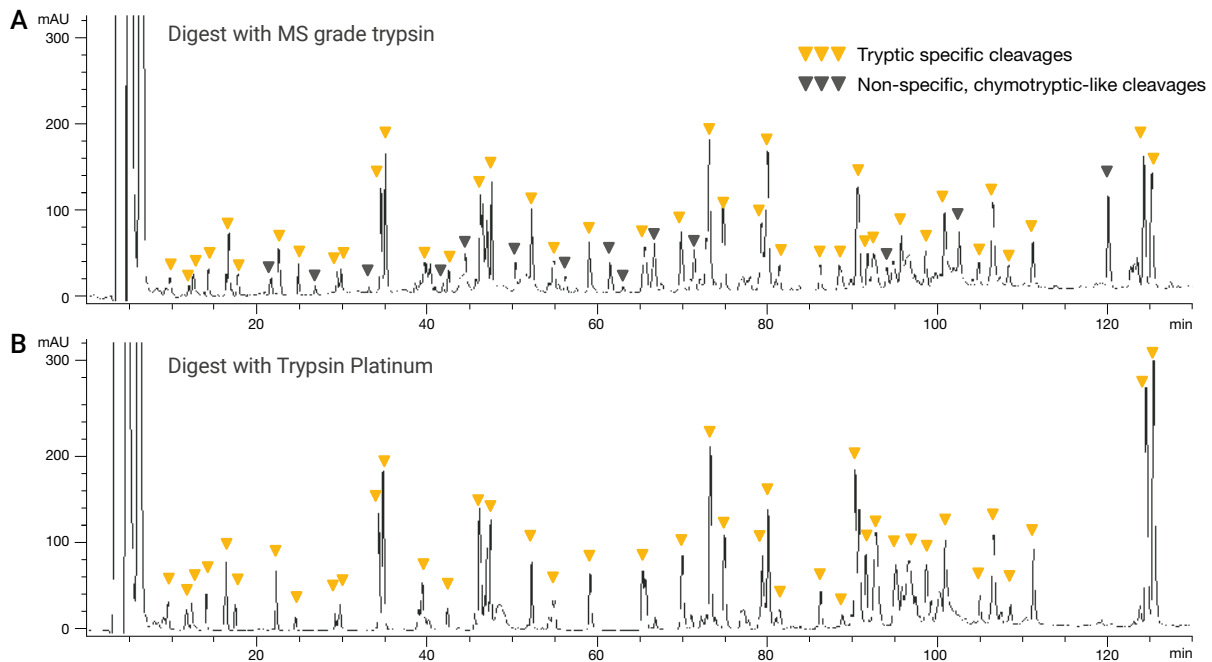 A
mAU
Digest with MS grade trypsin
Tryptic specific cleavages
Non-specific, chymotryptic-like cleavages
300
200
100
0
20 40 60 80 100 120 min
B
mAU
Digest with Trypsin Platinum
300
200
100
0
20 40 60 80 100 120 min